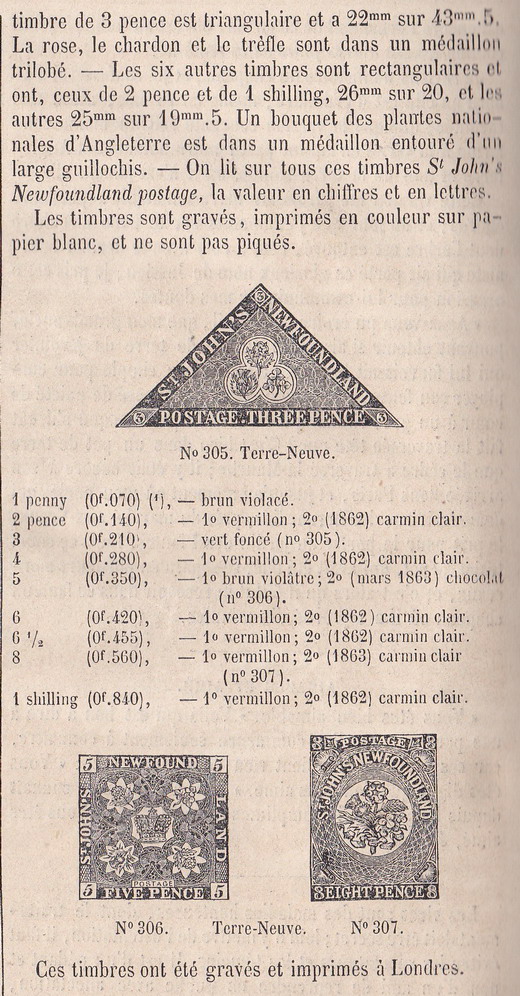 timbre de 3 pence est triangulaire et a 22mm sur 43mm.5.
La rose, le chardon et le trèfle sont dans un médaillon
trilobé. — Les six autres timbres sont rectangulaires et
ont, ceux de 2 pence et de 1 shilling, 26mm sur 20, et les
autres 25mm sur 19mm.5. Un bouquet des plantes natio-
nales d'Angleterre est dans un médaillon entouré d'un
large guillochis. — On lit sur tous ces timbres St John's
Newfoundland postage, la valeur en chiffres et en lettres.
Les timbres sont gravés, imprimés en couleur sur pa-
pier blanc, et ne sont pas piqués.
3
ST JOHN'S NEWFOUNDLAND
3 POSTAGE THREE PENCE 3
No 305. Terre-Neuve.
1 penny (0f.070) (1), — brun violacé.
2 pence (0f.140), — 1o vermillon ; 2o (1862) carmin clair.
3 (0f.210), — vert foncé (no 305).
4 (0f.280), — 1o vermillon ; 2o (1862) carmin clair.
5 (0f.350), — 1o brun violâtre ; 2o (mars 1863) chocolat
(no 306).
6 (0f.420), — 1o vermillon ; 2o (1862) carmin clair.
6 1/2 (0f.455), — 1o vermillon ; 2o (1862) carmin clair.
8 (0f.560), — 1o vermillon ; 2o (1863) carmin clair
(no 307).
1 shilling (0f.840), — 1o vermillon ; 2o (1862) carmin clair.
5 NEWFOUND 5
ST JOHN'S
LAND
POSTAGE
5 FIVE PENCE 5
8 POSTAGE 8
ST JOHN'S NEWFOUNDLAND
8 EIGHT PENCE 8
No 306. Terre-Neuve. No 307.
Ces timbres ont été gravés et imprimés à Londres.